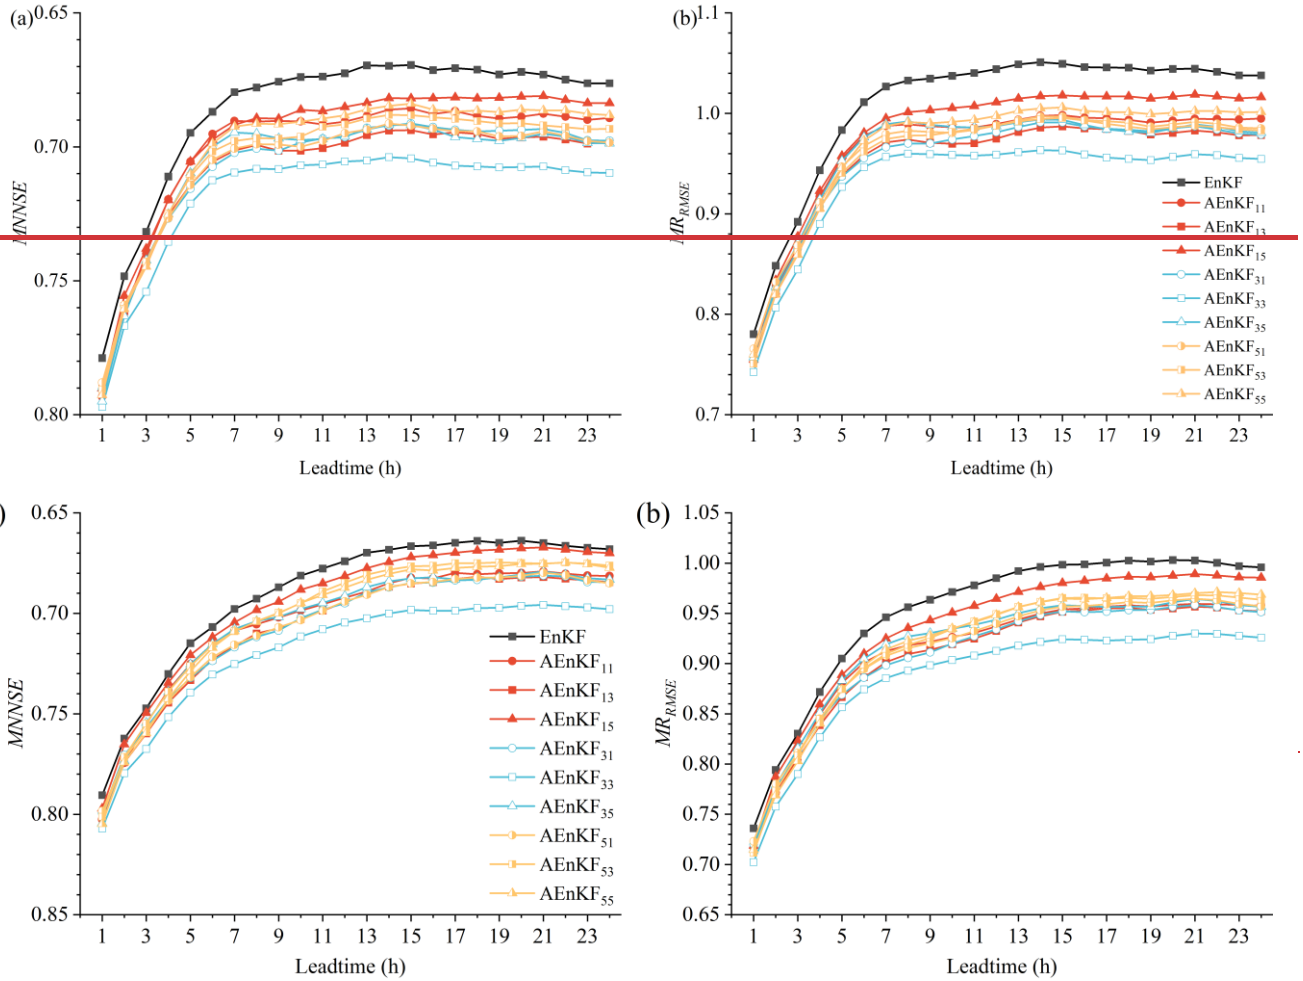 (a)
0.65
0.70
0.75
0.80
MNNSE
1 3 5 7 9 11 13 15 17 19 21 23
Leadtime (h)
(b)
1.1
1.0
0.9
0.8
0.7
MR_RMSE
EnKF
AEnKF11
AEnKF13
AEnKF15
AEnKF31
AEnKF33
AEnKF35
AEnKF51
AEnKF53
AEnKF55
1 3 5 7 9 11 13 15 17 19 21 23
Leadtime (h)
)
0.65
0.70
0.75
0.80
0.85
MNNSE
EnKF
AEnKF11
AEnKF13
AEnKF15
AEnKF31
AEnKF33
AEnKF35
AEnKF51
AEnKF53
AEnKF55
1 3 5 7 9 11 13 15 17 19 21 23
Leadtime (h)
(b)
1.05
1.00
0.95
0.90
0.85
0.80
0.75
0.70
0.65
MR_RMSE
1 3 5 7 9 11 13 15 17 19 21 23
Leadtime (h)